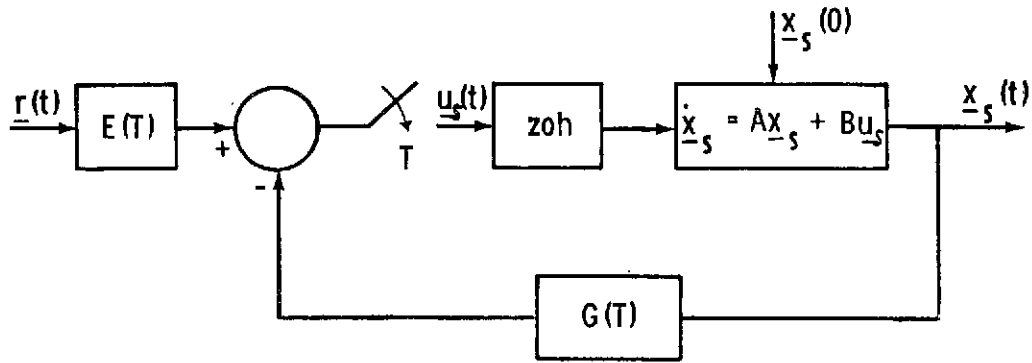 x_s(0)
r(t)
E(T)
+
-
T
u_s(t)
zoh
ẋ_s = Ax_s + Bu_s
x_s(t)
G(T)